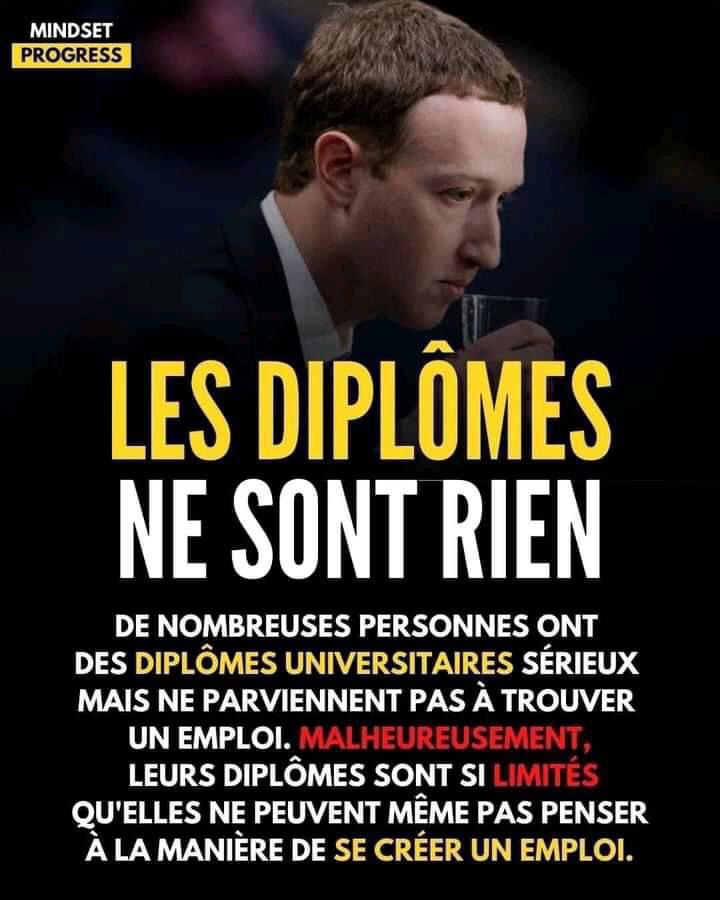 MINDSET
PROGRESS
LES DIPLÔMES
NE SONT RIEN
DE NOMBREUSES PERSONNES ONT
DES DIPLÔMES UNIVERSITAIRES SÉRIEUX
MAIS NE PARVIENNENT PAS À TROUVER
UN EMPLOI. MALHEUREUSEMENT,
LEURS DIPLÔMES SONT SI LIMITÉS
QU'ELLES NE PEUVENT MÊME PAS PENSER
À LA MANIÈRE DE SE CRÉER UN EMPLOI.